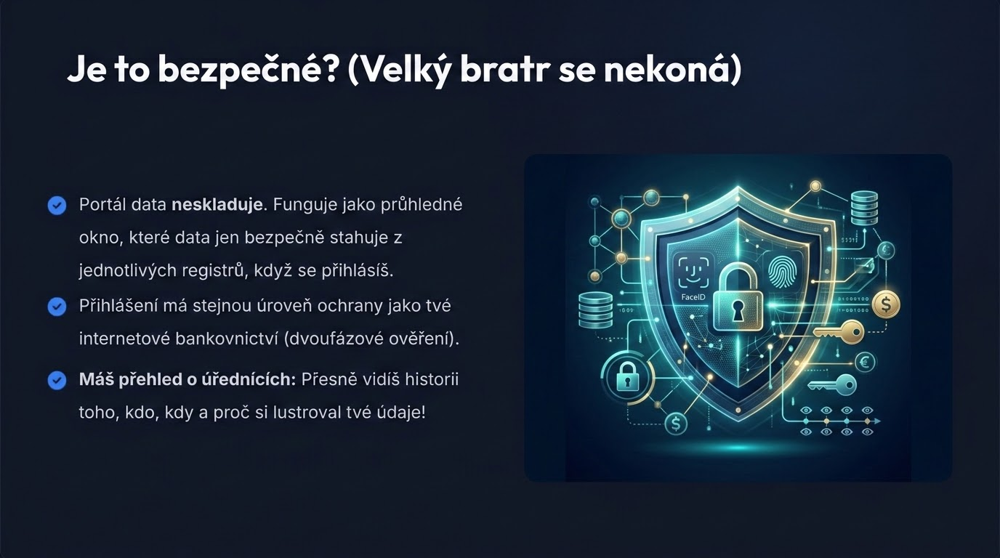 Je to bezpečné? (Velký bratr se nekoná)
Portál data neskladuje. Funguje jako průhledné
okno, které data jen bezpečně stahuje z
jednotlivých registrů, když se přihlásíš.
Přihlášení má stejnou úroveň ochrany jako tvé
internetové bankovnictví (dvoufázové ověření).
Máš přehled o úřednících: Přesně vidíš historii
toho, kdo, kdy a proč si lustroval tvé údaje!
FaceID
$
€
$